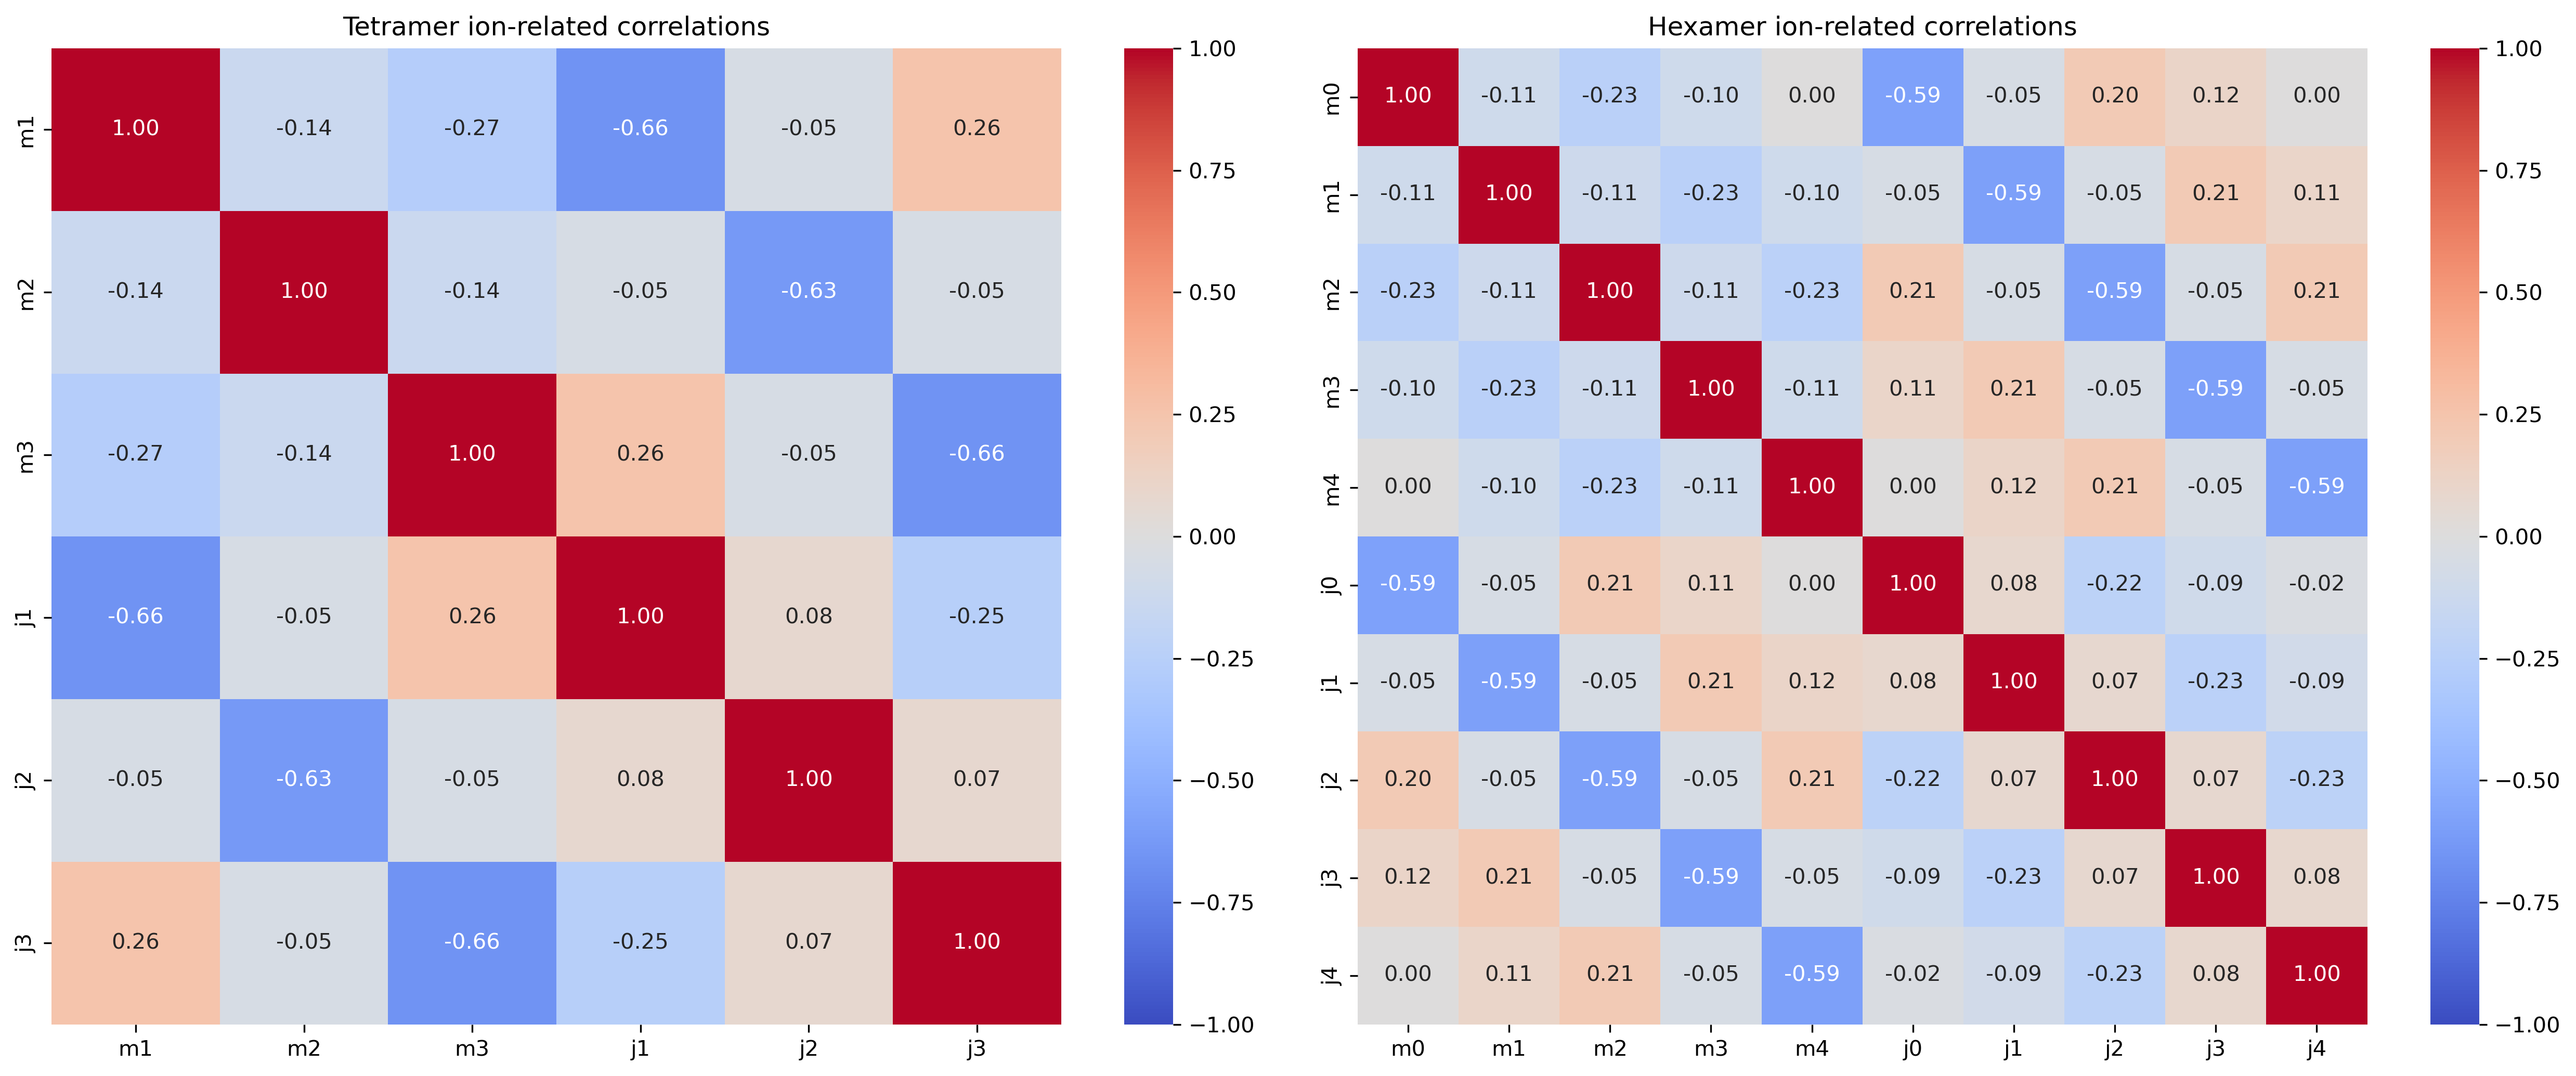 Tetramer ion-related correlations
m1 1.00 -0.14 -0.27 -0.66 -0.05 0.26
m2 -0.14 1.00 -0.14 -0.05 -0.63 -0.05
m3 -0.27 -0.14 1.00 0.26 -0.05 -0.66
j1 -0.66 -0.05 0.26 1.00 0.08 -0.25
j2 -0.05 -0.63 -0.05 0.08 1.00 0.07
j3 0.26 -0.05 -0.66 -0.25 0.07 1.00
m1 m2 m3 j1 j2 j3
1.00
0.75
0.50
0.25
0.00
−0.25
−0.50
−0.75
−1.00
Hexamer ion-related correlations
m0 1.00 -0.11 -0.23 -0.10 0.00 -0.59 -0.05 0.20 0.12 0.00
m1 -0.11 1.00 -0.11 -0.23 -0.10 -0.05 -0.59 -0.05 0.21 0.11
m2 -0.23 -0.11 1.00 -0.11 -0.23 0.21 -0.05 -0.59 -0.05 0.21
m3 -0.10 -0.23 -0.11 1.00 -0.11 0.11 0.21 -0.05 -0.59 -0.05
m4 0.00 -0.10 -0.23 -0.11 1.00 0.00 0.12 0.21 -0.05 -0.59
j0 -0.59 -0.05 0.21 0.11 0.00 1.00 0.08 -0.22 -0.09 -0.02
j1 -0.05 -0.59 -0.05 0.21 0.12 0.08 1.00 0.07 -0.23 -0.09
j2 0.20 -0.05 -0.59 -0.05 0.21 -0.22 0.07 1.00 0.07 -0.23
j3 0.12 0.21 -0.05 -0.59 -0.05 -0.09 -0.23 0.07 1.00 0.08
j4 0.00 0.11 0.21 -0.05 -0.59 -0.02 -0.09 -0.23 0.08 1.00
m0 m1 m2 m3 m4 j0 j1 j2 j3 j4
1.00
0.75
0.50
0.25
0.00
−0.25
−0.50
−0.75
−1.00